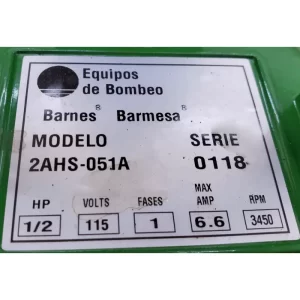 Equipos
de Bombeo
Barnes® Barmesa®
MODELO SERIE
2AHS-051A 0118
HP VOLTS FASES MAX AMP RPM
1/2 115 1 6.6 3450